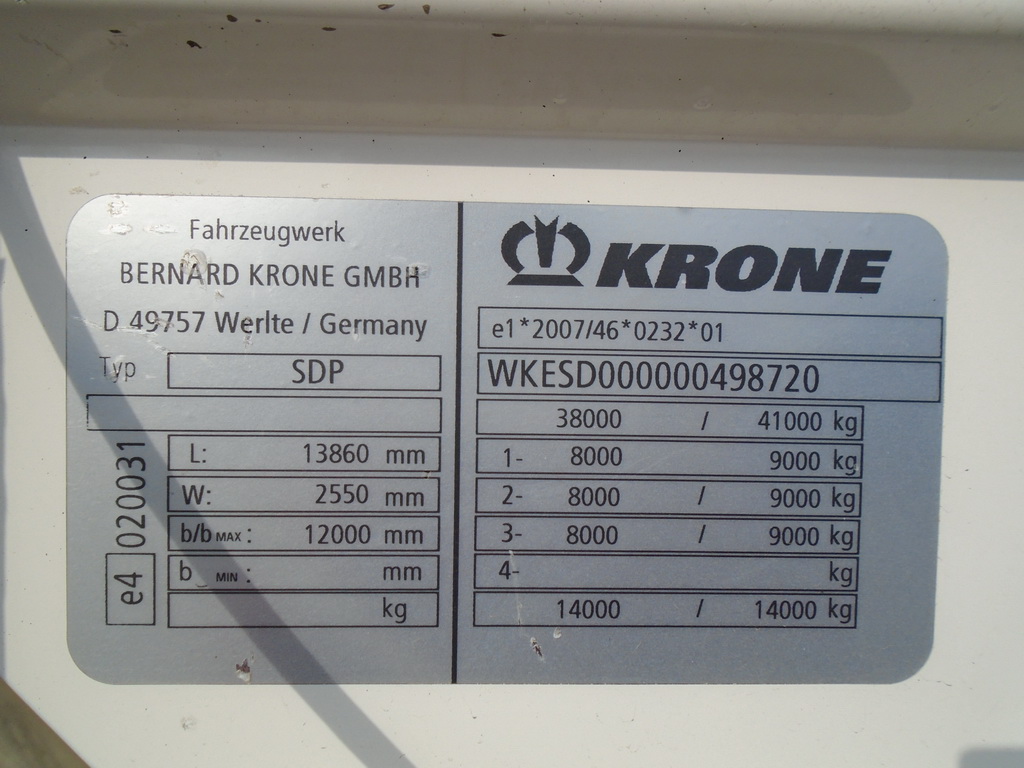 Fahrzeugwerk
BERNARD KRONE GMBH
D 49757 Werlte / Germany
Typ SDP
L: 13860 mm
W: 2550 mm
b/b MAX : 12000 mm
b_ MIN : mm
kg
e4 020031
KRONE
e1*2007/46*0232*01
WKESD000000498720
38000 / 41000 kg
1- 8000 9000 kg
2- 8000 / 9000 kg
3- 8000 / 9000 kg
4- kg
14000 / 14000 kg